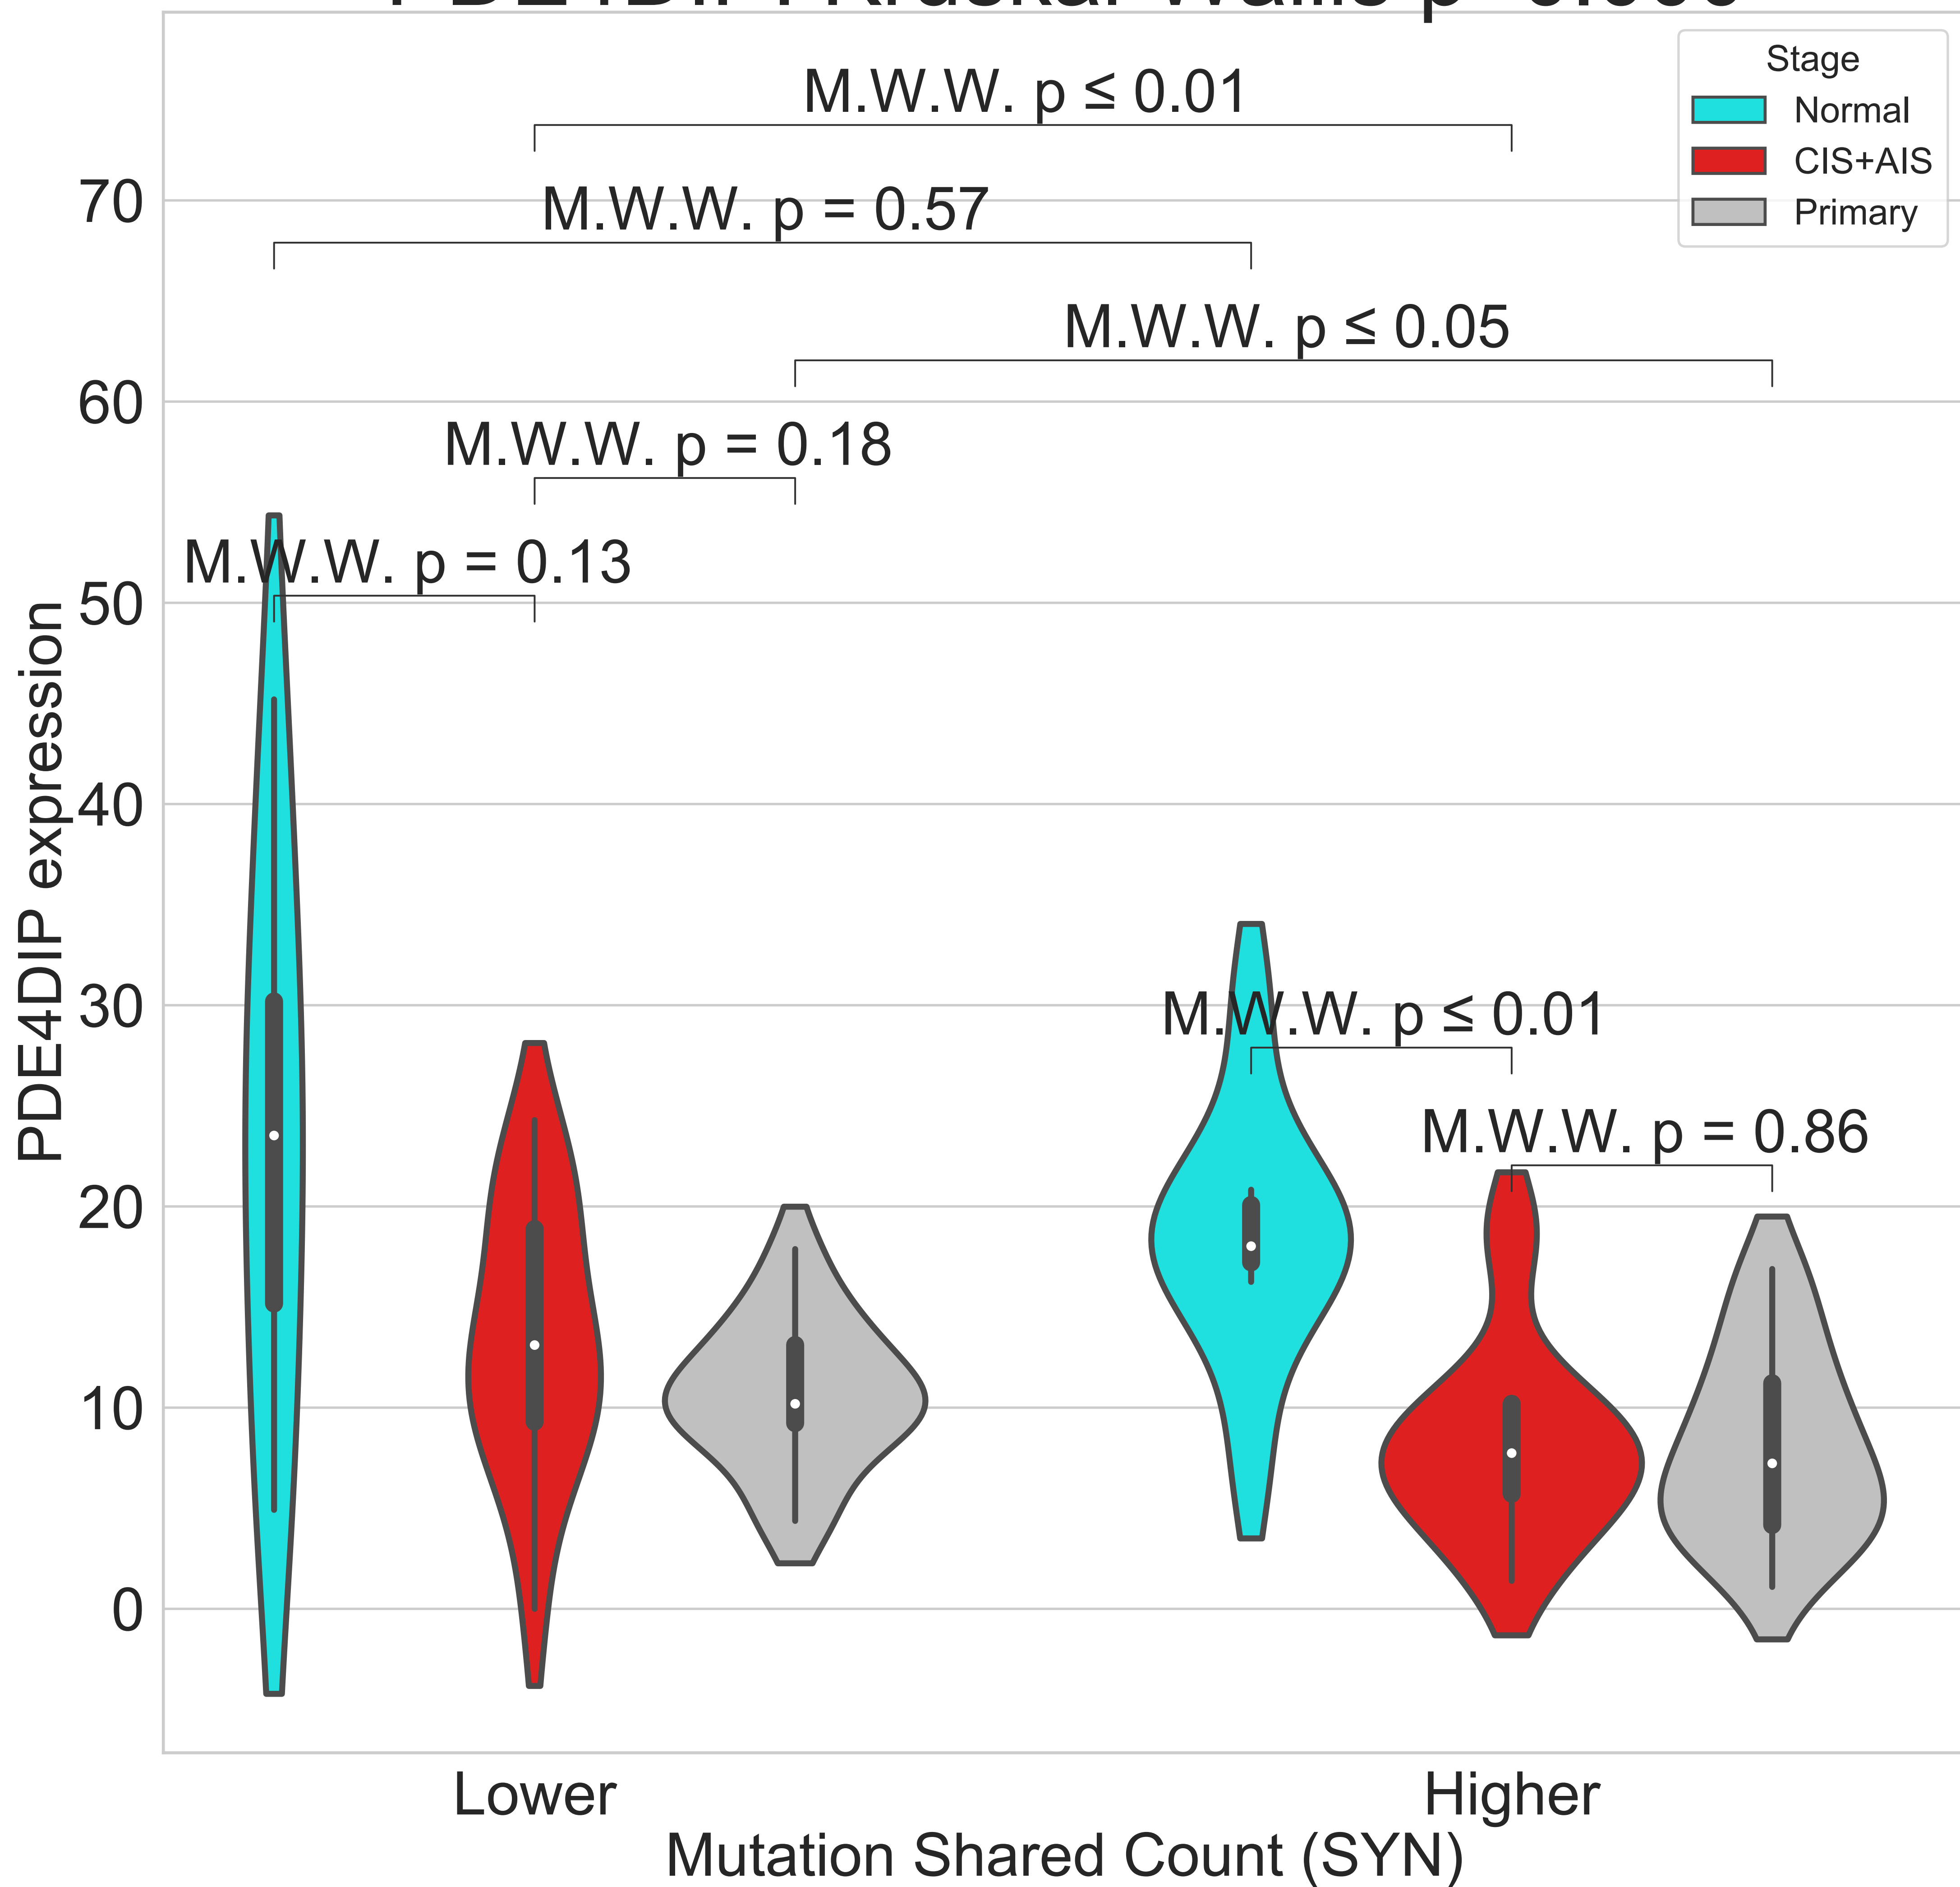 Stage
Normal
CIS+AIS
Primary
M.W.W. p ≤ 0.01
M.W.W. p = 0.57
M.W.W. p ≤ 0.05
M.W.W. p = 0.18
M.W.W. p = 0.13
M.W.W. p ≤ 0.01
M.W.W. p = 0.86
70
60
50
40
30
20
10
0
PDE4DIP expression
Lower
Higher
Mutation Shared Count (SYN)